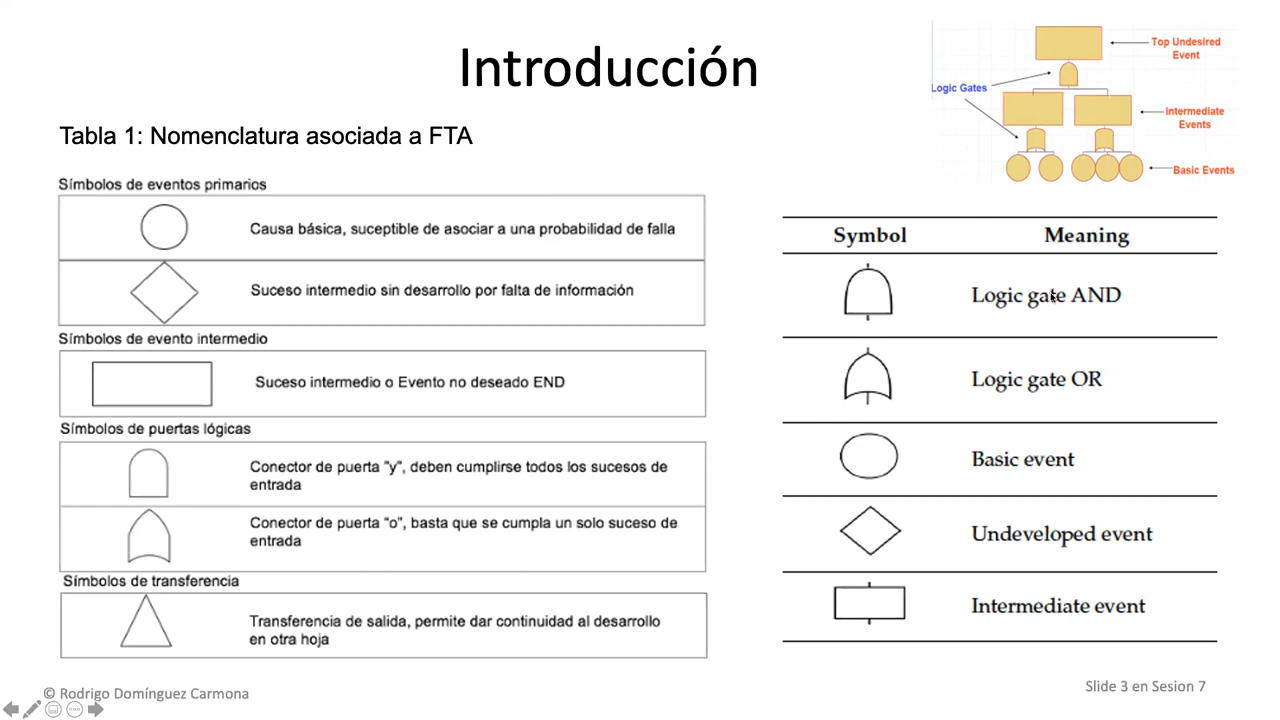 Introducción
Top Undesired
Event
Logic Gates
Intermediate
Events
Basic Events
Tabla 1: Nomenclatura asociada a FTA
Símbolos de eventos primarios
Causa básica, suceptible de asociar a una probabilidad de falla
Suceso intermedio sin desarrollo por falta de información
Símbolos de evento intermedio
Suceso intermedio o Evento no deseado END
Símbolos de puertas lógicas
Conector de puerta "y", deben cumplirse todos los sucesos de
entrada
Conector de puerta "o", basta que se cumpla un solo suceso de
entrada
Símbolos de transferencia
Transferencia de salida, permite dar continuidad al desarrollo
en otra hoja
Symbol Meaning
Logic gate AND
Logic gate OR
Basic event
Undeveloped event
Intermediate event
© Rodrigo Domínguez Carmona
Slide 3 en Sesion 7